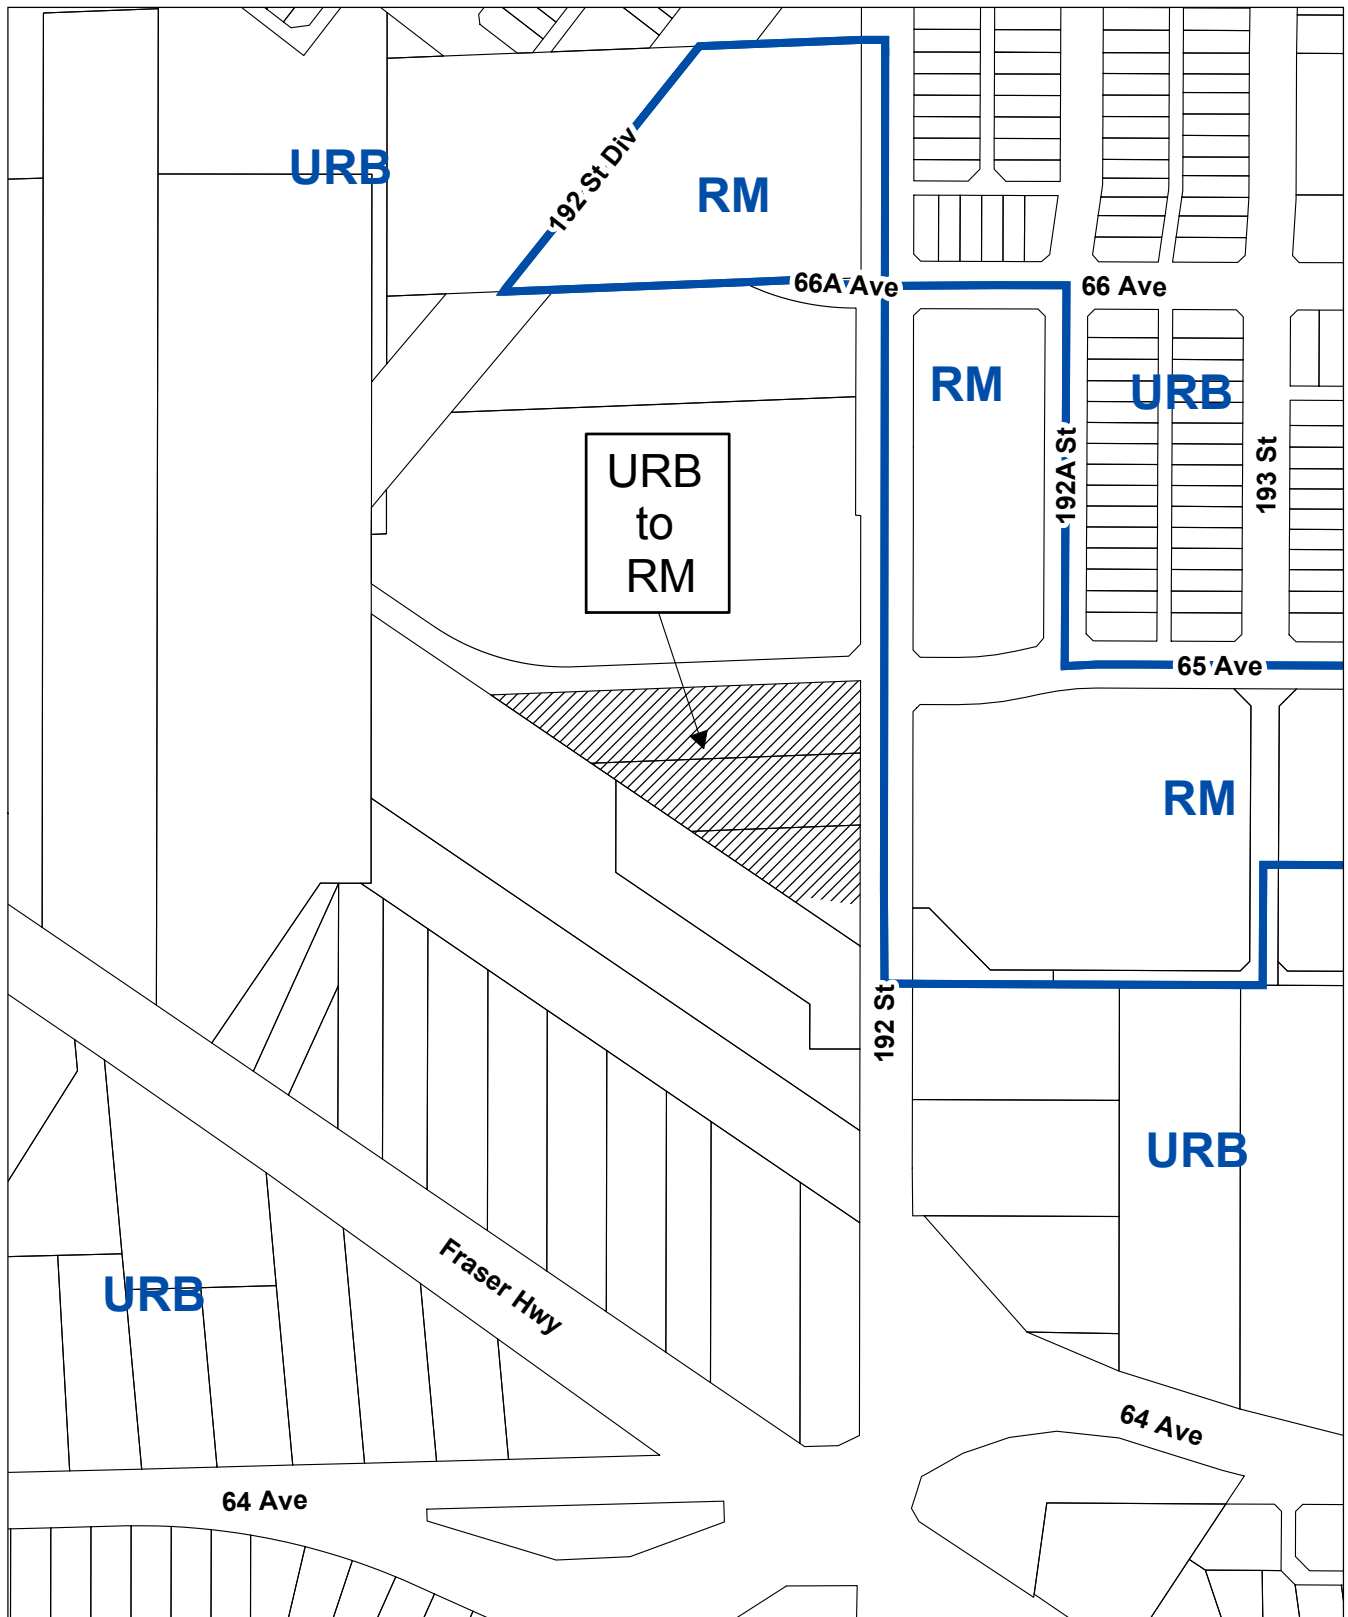 URB
192 St Div
RM
66A Ave
66 Ave
RM
URB
192A St
193 St
URB
to
RM
65 Ave
RM
192 St
URB
Fraser Hwy
URB
64 Ave
64 Ave